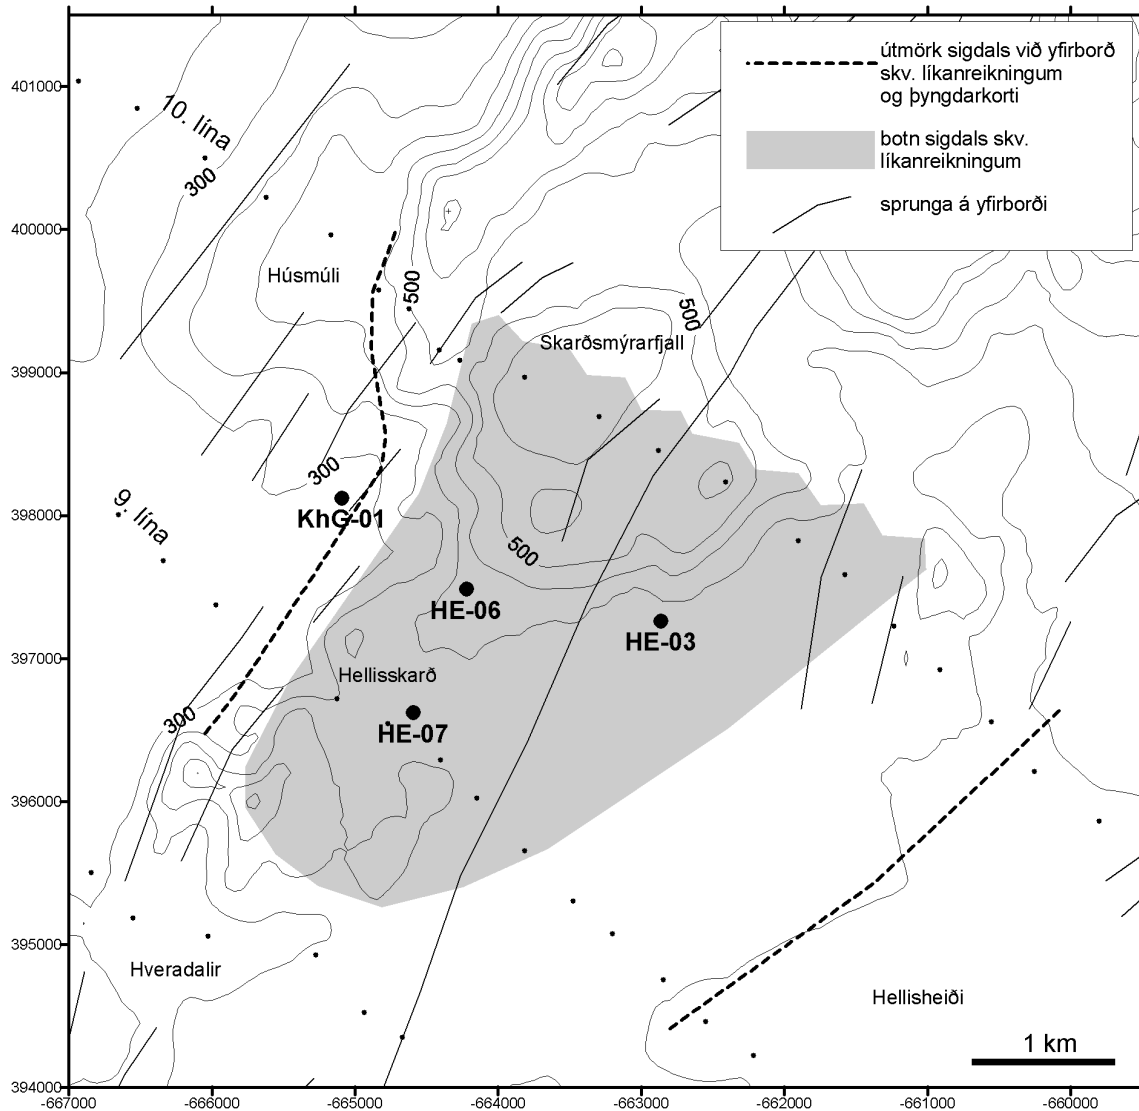 útmörk sigdals við yfirborð
skv. líkanreikningum
og þyngdarkorti
botn sigdals skv.
líkanreikningum
sprunga á yfirborði
401000
400000
399000
398000
397000
396000
395000
394000
10. lína
300
Húsmúli
500
500
Skarðsmýrarfjall
300
KhG-01
9. lína
500
HE-06
HE-03
Hellisskarð
300
HE-07
Hveradalir
Hellisheiði
1 km
-667000
-666000
-665000
-664000
-663000
-662000
-661000
-660000